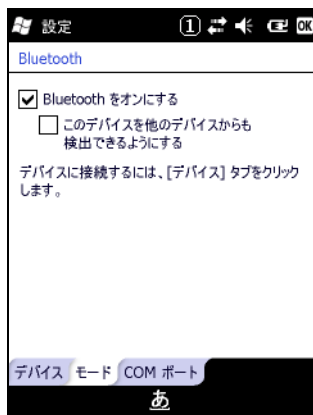 設定 1 OK
Bluetooth
Bluetooth をオンにする
このデバイスを他のデバイスからも
検出できるようにする
デバイスに接続するには、[デバイス] タブをクリック
します。
デバイス モード COM ポート
あ